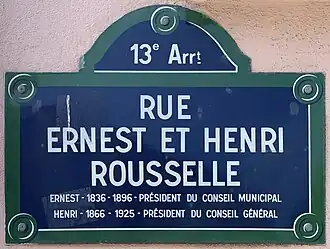 13e Arrt
RUE
ERNEST ET HENRI
ROUSSELLE
ERNEST - 1836 - 1896 - PRÉSIDENT DU CONSEIL MUNICIPAL
HENRI - 1866 - 1925 - PRÉSIDENT DU CONSEIL GÉNÉRAL